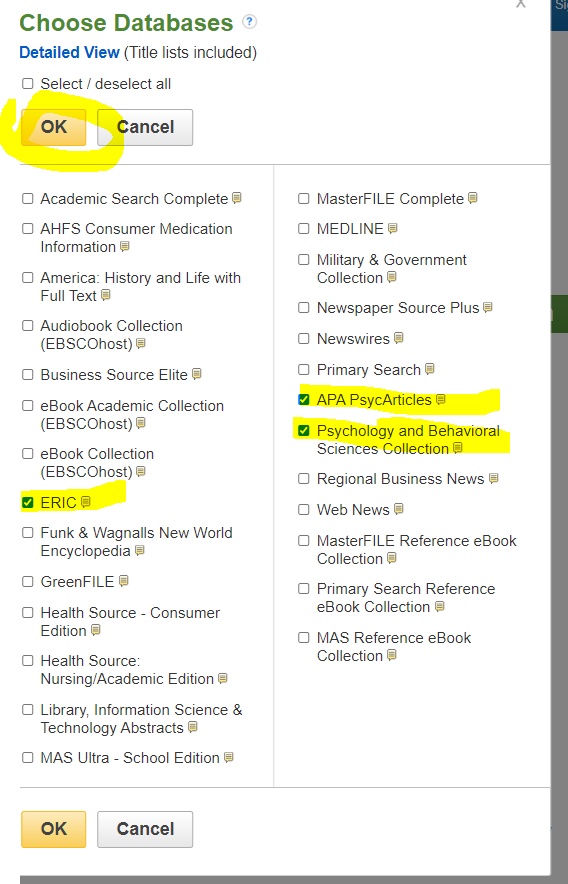 Choose Databases
Detailed View (Title lists included)
Select / deselect all
OK
Cancel
Academic Search Complete
AHFS Consumer Medication
Information
America: History and Life with
Full Text
Audiobook Collection
(EBSCOhost)
Business Source Elite
eBook Academic Collection
(EBSCOhost)
eBook Collection
(EBSCOhost)
ERIC
Funk & Wagnalls New World
Encyclopedia
GreenFILE
Health Source - Consumer
Edition
Health Source:
Nursing/Academic Edition
Library, Information Science &
Technology Abstracts
MAS Ultra - School Edition
MasterFILE Complete
MEDLINE
Military & Government
Collection
Newspaper Source Plus
Newswires
Primary Search
APA PsycArticles
Psychology and Behavioral
Sciences Collection
Regional Business News
Web News
MasterFILE Reference eBook
Collection
Primary Search Reference
eBook Collection
MAS Reference eBook
Collection
OK
Cancel